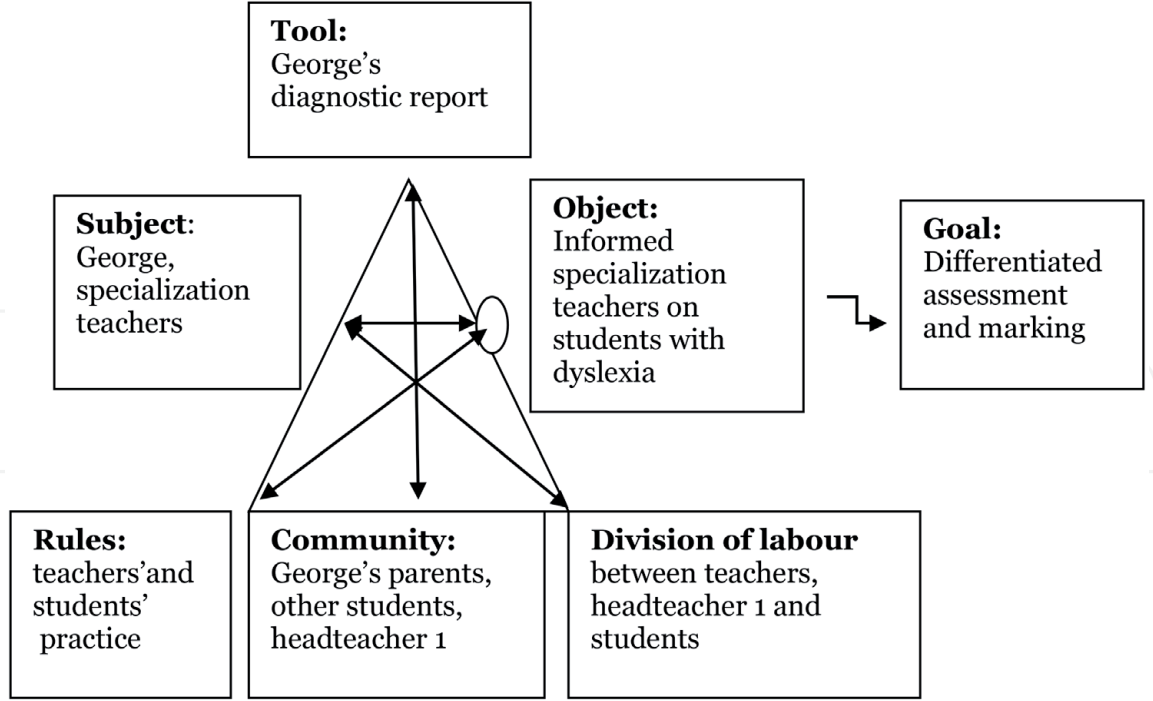 Tool:
George’s
diagnostic report
Subject:
George,
specialization
teachers
Object:
Informed
specialization
teachers on
students with
dyslexia
Goal:
Differentiated
assessment
and marking
Rules:
teachers’and
students’
practice
Community:
George’s parents,
other students,
headteacher 1
Division of labour
between teachers,
headteacher 1 and
students